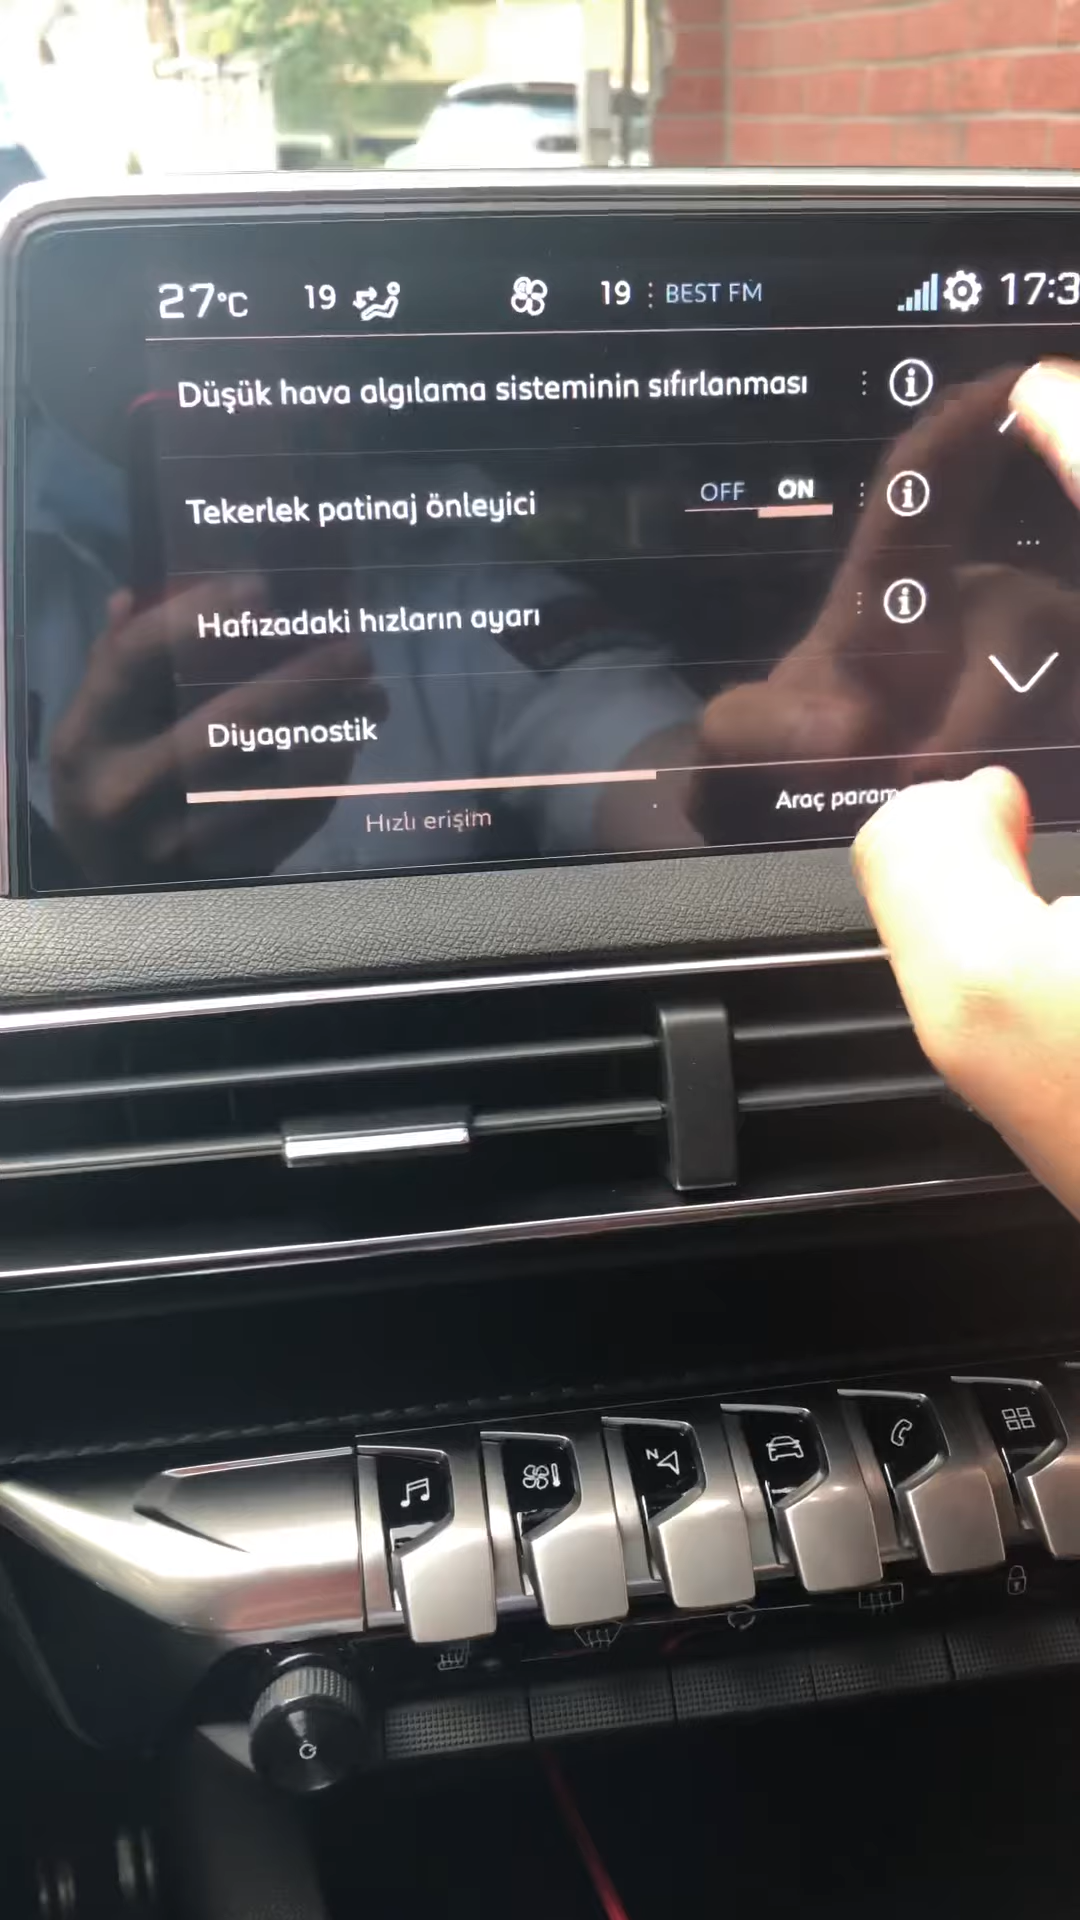 27°C 19 19 BEST FM 17:3
Düşük hava algılama sisteminin sıfırlanması
Tekerlek patinaj önleyici OFF ON
Hafızadaki hızların ayarı
Diyagnostik
Hızlı erişim Araç param
N